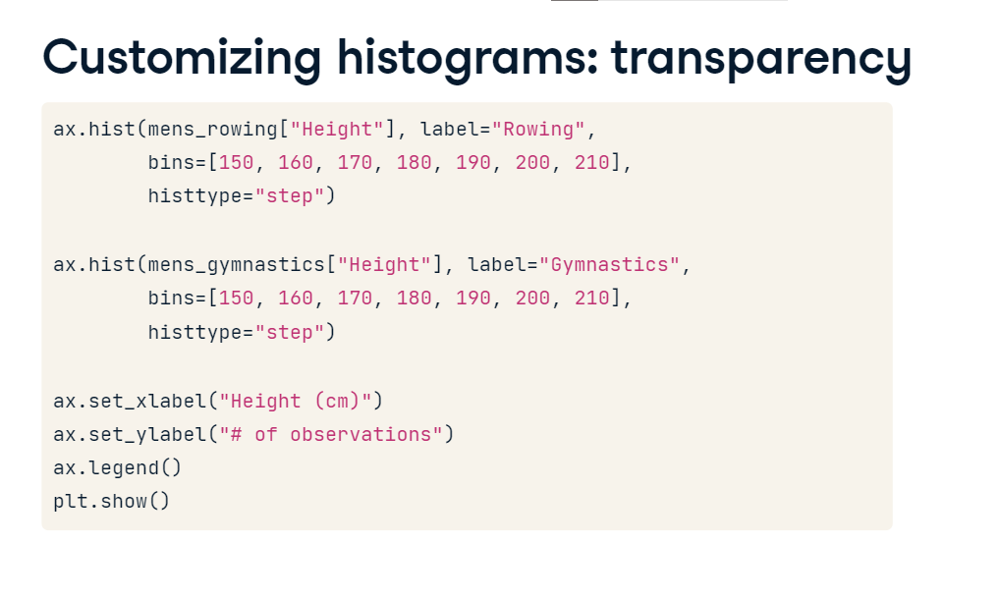 Customizing histograms: transparency
ax.hist(mens_rowing["Height"], label="Rowing",
        bins=[150, 160, 170, 180, 190, 200, 210],
        histtype="step")
ax.hist(mens_gymnastics["Height"], label="Gymnastics",
        bins=[150, 160, 170, 180, 190, 200, 210],
        histtype="step")
ax.set_xlabel("Height (cm)")
ax.set_ylabel("# of observations")
ax.legend()
plt.show()